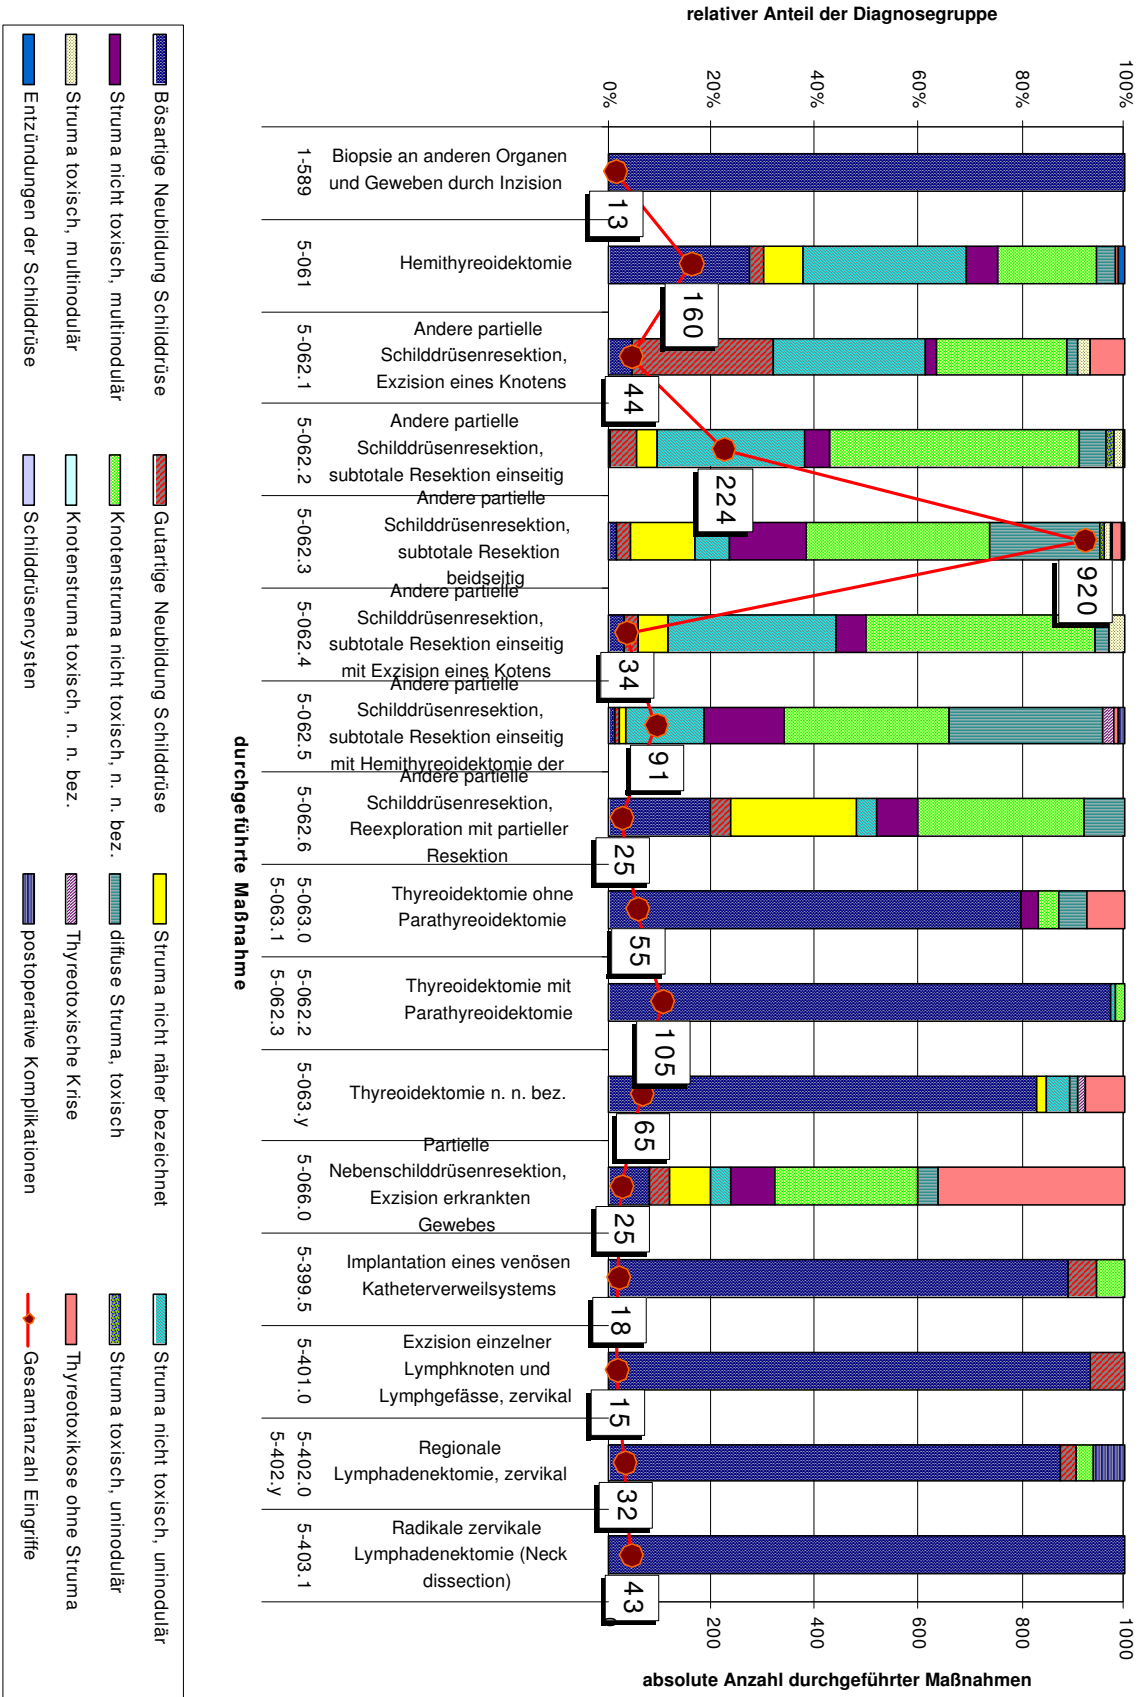 relativer Anteil der Diagnosegruppe
0%
20%
40%
60%
80%
100%
Biopsie an anderen Organen
und Geweben durch Inzision
1-589
Hemithyreoidektomie
5-061
Andere partielle
Schilddrüsenresektion,
Exzision eines Knotens
5-062.1
Andere partielle
Schilddrüsenresektion,
subtotale Resektion einseitig
5-062.2
Andere partielle
Schilddrüsenresektion,
subtotale Resektion
beidseitig
5-062.3
Andere partielle
Schilddrüsenresektion,
subtotale Resektion einseitig
mit Exzision eines Kotens
5-062.4
Andere partielle
Schilddrüsenresektion,
subtotale Resektion einseitig
mit Hemithyreoidektomie der
5-062.5
Andere partielle
Schilddrüsenresektion,
Reexploration mit partieller
Resektion
5-062.6
Thyreoidektomie ohne
Parathyreoidektomie
5-063.0
5-063.1
Thyreoidektomie mit
Parathyreoidektomie
5-062.2
5-062.3
Thyreoidektomie n. n. bez.
5-063.y
Partielle
Nebenschilddrüsenresektion,
Exzision erkrankten
Gewebes
5-066.0
Implantation eines venösen
Katheterverweilsystems
5-399.5
Exzision einzelner
Lymphknoten und
Lymphgefässe, zervikal
5-401.0
Regionale
Lymphadenektomie, zervikal
5-402.0
5-402.y
Radikale zervikale
Lymphadenektomie (Neck
dissection)
5-403.1
13
160
44
224
920
34
91
25
55
105
65
25
18
15
32
43
0
200
400
600
800
1000
absolute Anzahl durchgeführter Maßnahmen
durchgeführte Maßnahme
Bösartige Neubildung Schilddrüse
Gutartige Neubildung Schilddrüse
Struma nicht näher bezeichnet
Struma nicht toxisch, uninodulär
Struma nicht toxisch, multinodulär
Knotenstruma nicht toxisch, n. n. bez.
diffuse Struma, toxisch
Struma toxisch, uninodulär
Struma toxisch, multinodulär
Knotenstruma toxisch, n. n. bez.
Thyreotoxische Krise
Thyreotoxikose ohne Struma
Entzündungen der Schilddrüse
Schilddrüsencysten
postoperative Komplikationen
Gesamtanzahl Eingriffe